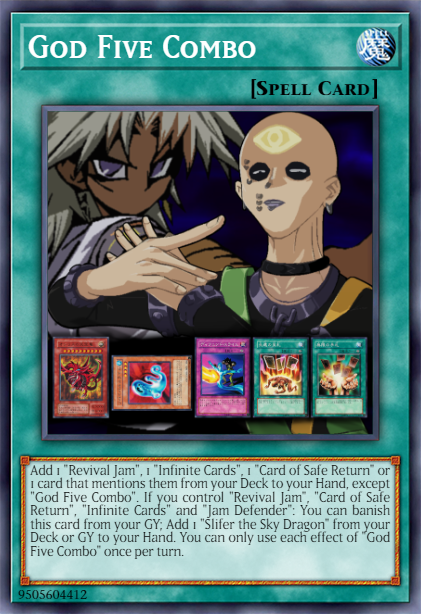 God Five Combo
魔
[Spell Card]
Add 1 "Revival Jam", 1 "Infinite Cards", 1 "Card of Safe Return" or
1 card that mentions them from your Deck to your Hand, except
"God Five Combo". If you control "Revival Jam", "Card of Safe
Return", "Infinite Cards" and "Jam Defender": You can banish
this card from your GY; Add 1 "Slifer the Sky Dragon" from your
Deck or GY to your Hand. You can only use each effect of "God
Five Combo" once per turn.
9505604412